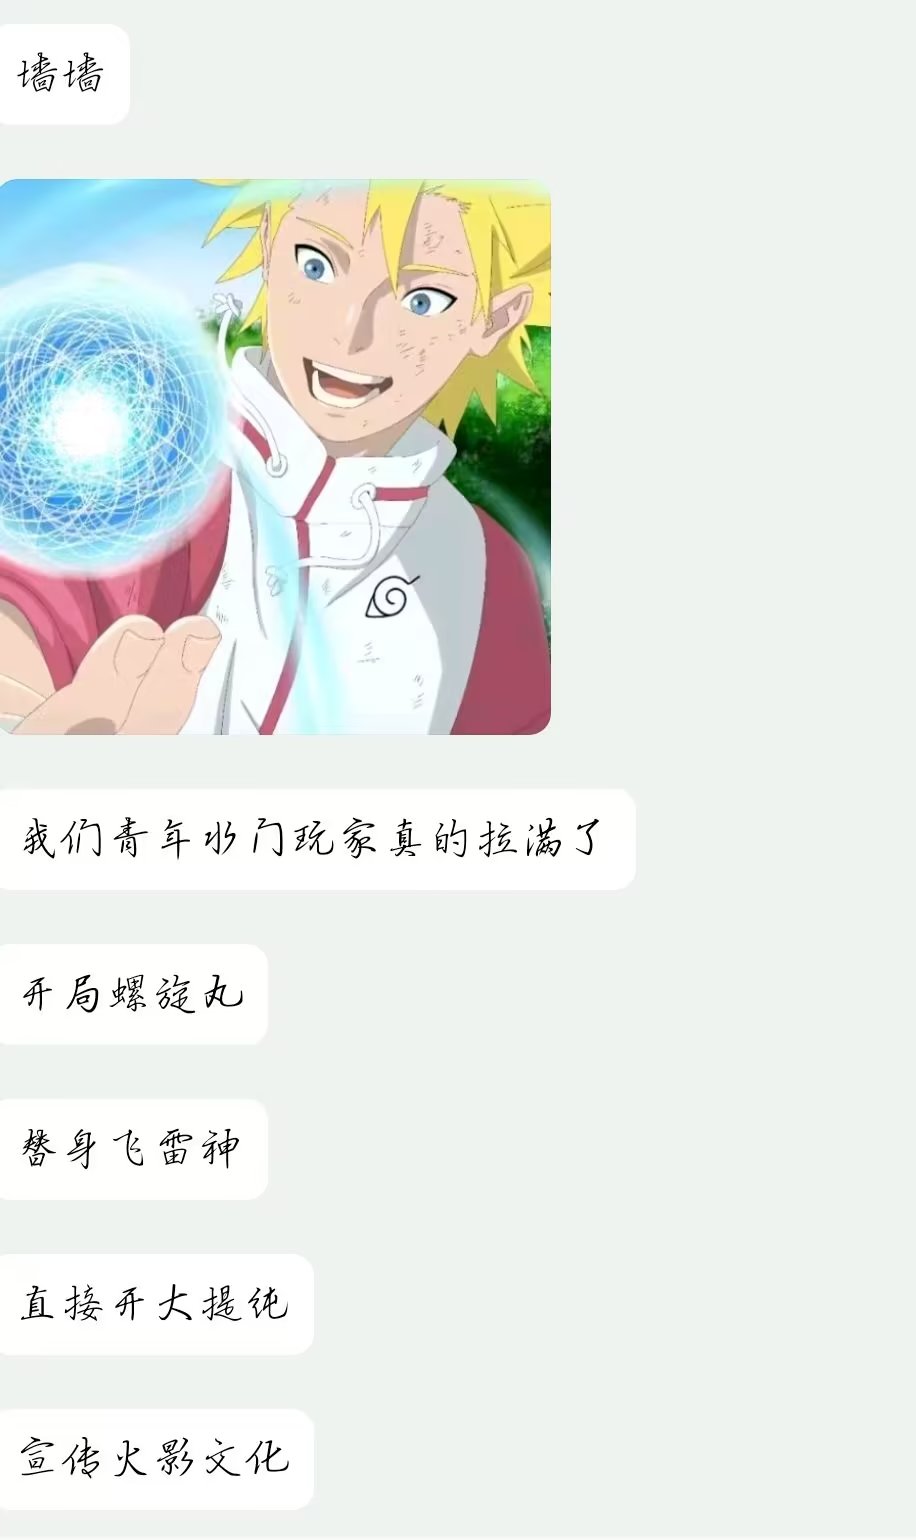 墙墙
我们青年水门玩家真的拉满了
开局螺旋丸
替身飞雷神
直接开大提纯
宣传火影文化